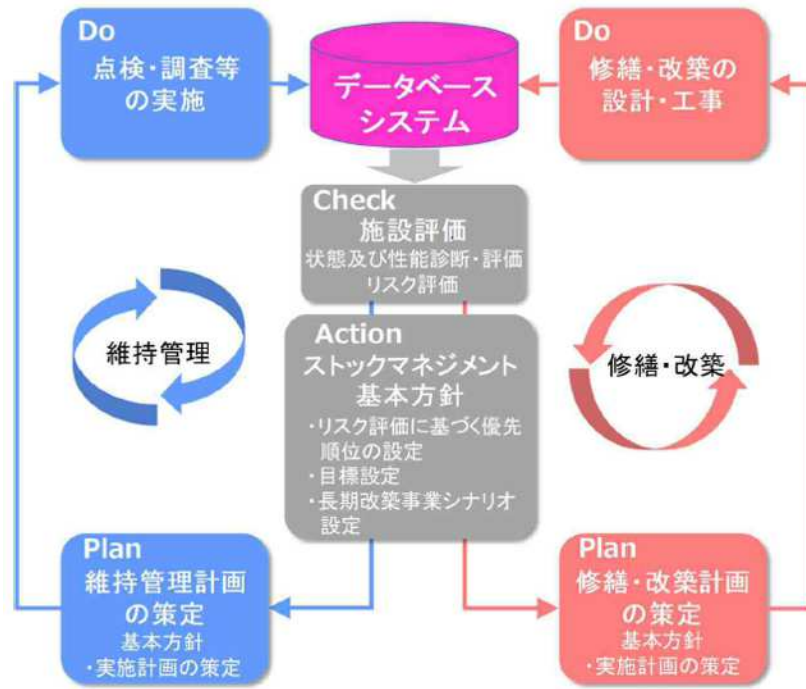 Do
点検・調査等
の実施
データベース
システム
Do
修繕・改築の
設計・工事
Check
施設評価
状態及び性能診断・評価
リスク評価
維持管理
Action
ストックマネジメント
基本方針
・リスク評価に基づく優先
順位の設定
・目標設定
・長期改築事業シナリオ
設定
修繕・改築
Plan
維持管理計画
の策定
基本方針
・実施計画の策定
Plan
修繕・改築計画
の策定
基本方針
・実施計画の策定